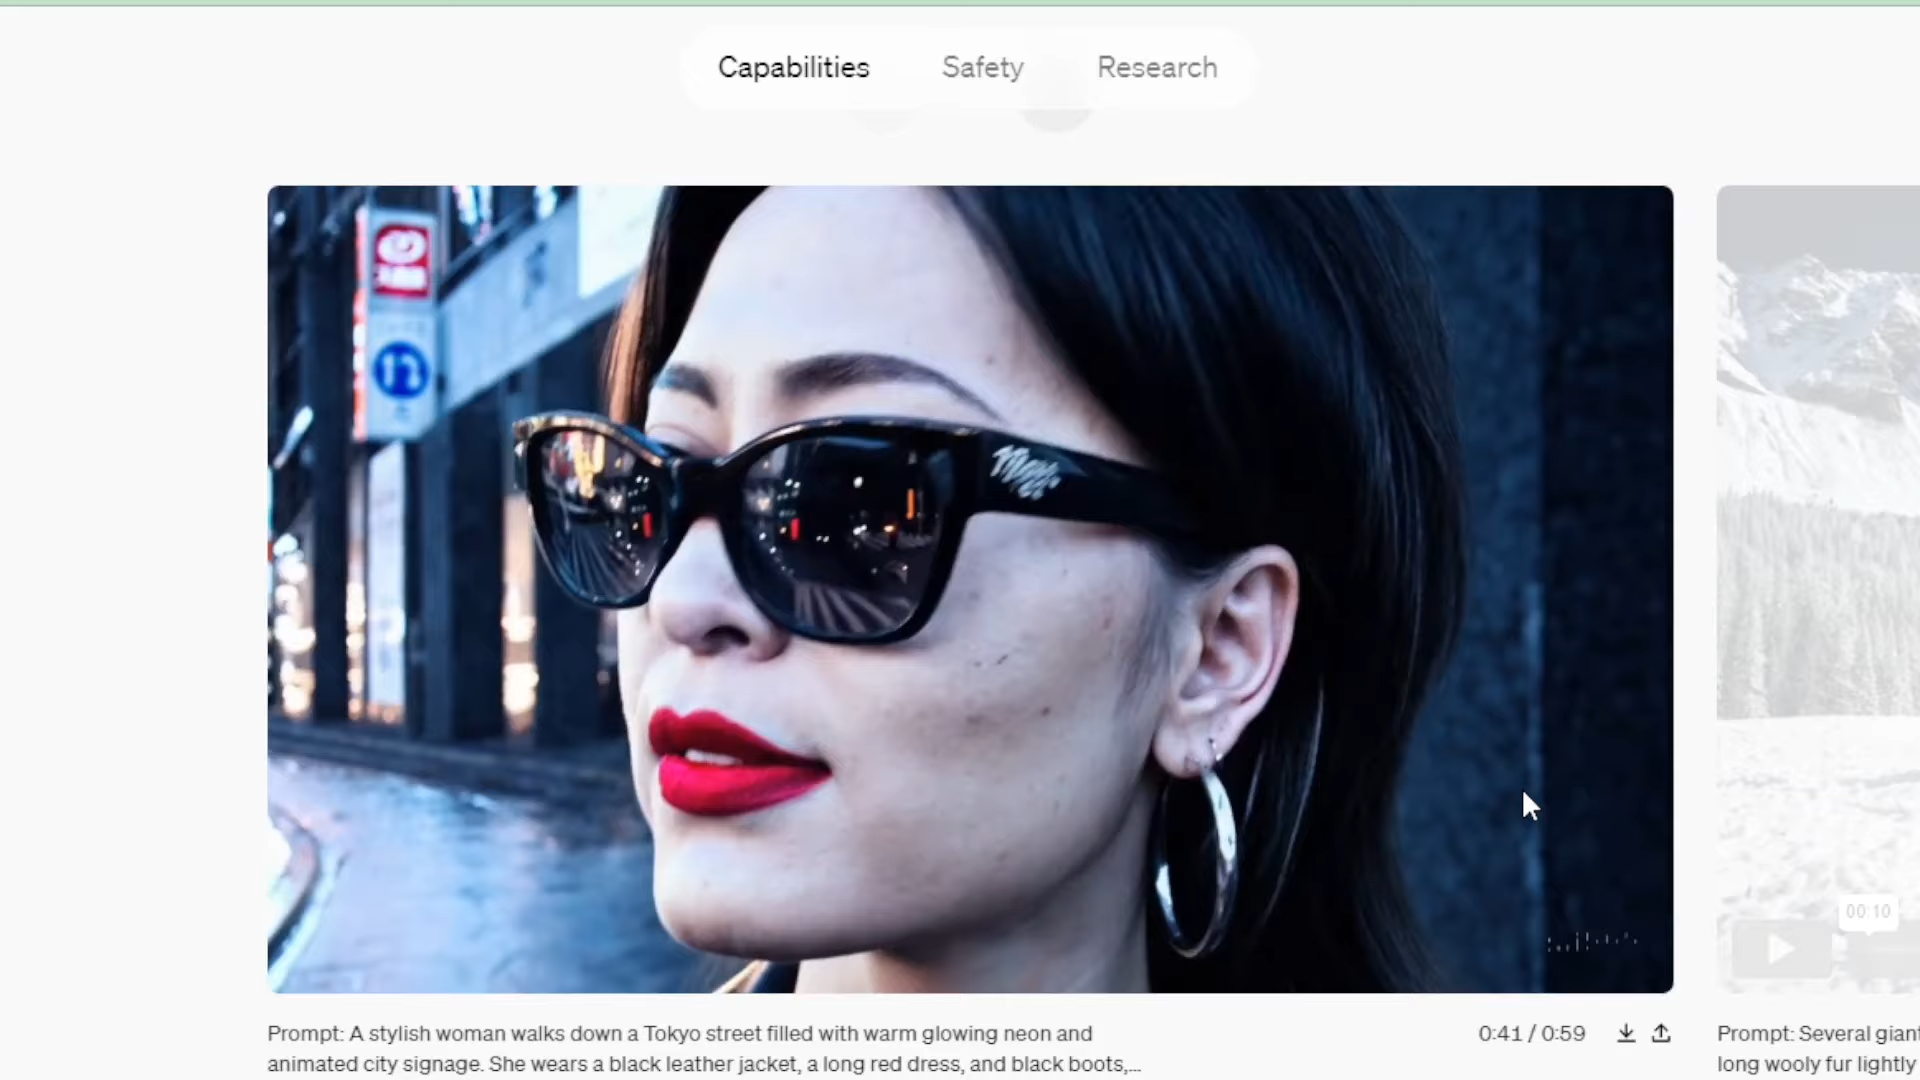 Capabilities Safety Research
00:10
Prompt: A stylish woman walks down a Tokyo street filled with warm glowing neon and
animated city signage. She wears a black leather jacket, a long red dress, and black boots,...
0:41 / 0:59
Prompt: Several giant
long wooly fur lightly